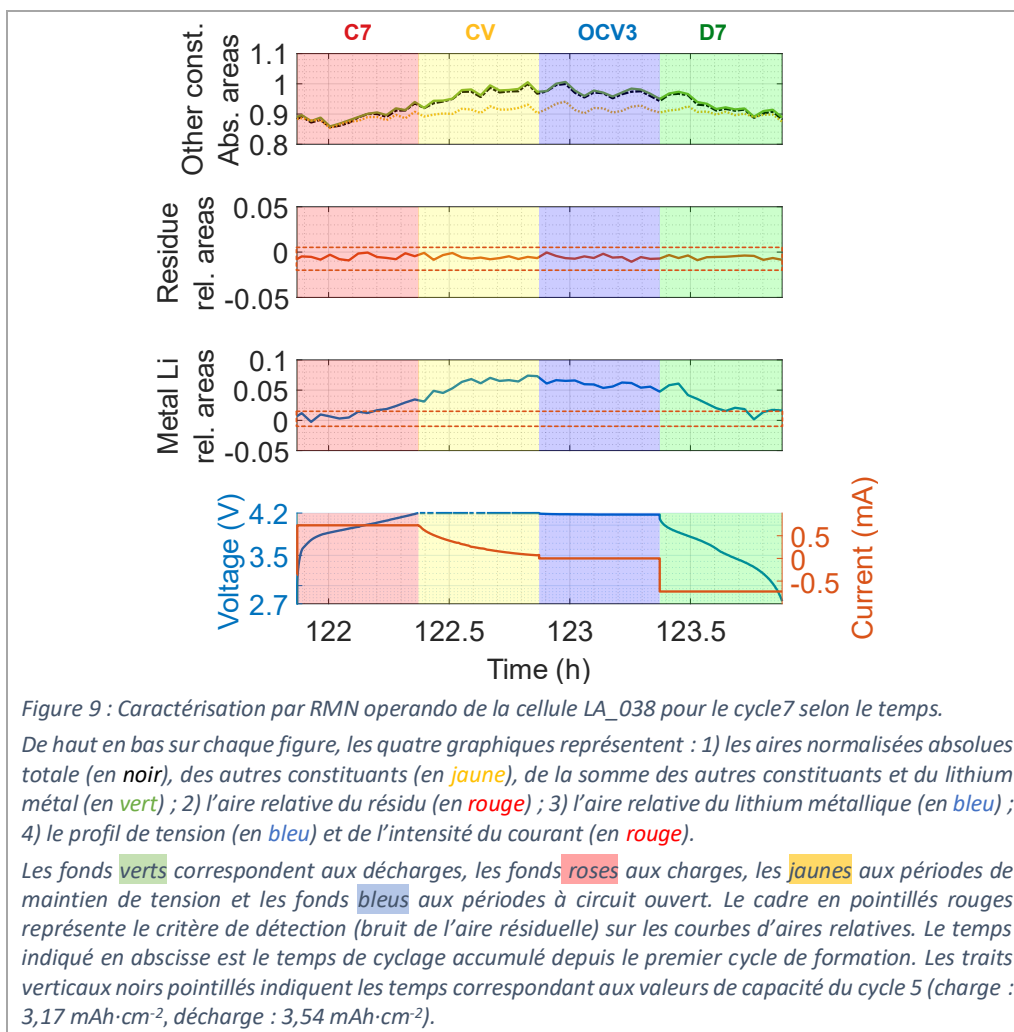 C7 CV OCV3 D7
Other const.
Abs. areas
1.1
1
0.9
0.8
Residue
rel. areas
0.05
0
-0.05
Metal Li
rel. areas
0.1
0.05
0
-0.05
Voltage (V)
4.2
3.5
2.7
0.5
0
-0.5
Current (mA)
122 122.5 123 123.5
Time (h)
Figure 9 : Caractérisation par RMN operando de la cellule LA_038 pour le cycle7 selon le temps.
De haut en bas sur chaque figure, les quatre graphiques représentent : 1) les aires normalisées absolues
totale (en noir), des autres constituants (en jaune), de la somme des autres constituants et du lithium
métal (en vert) ; 2) l'aire relative du résidu (en rouge) ; 3) l'aire relative du lithium métallique (en bleu) ;
4) le profil de tension (en bleu) et de l'intensité du courant (en rouge).
Les fonds verts correspondent aux décharges, les fonds roses aux charges, les jaunes aux périodes de
maintien de tension et les fonds bleus aux périodes à circuit ouvert. Le cadre en pointillés rouges
représente le critère de détection (bruit de l'aire résiduelle) sur les courbes d'aires relatives. Le temps
indiqué en abscisse est le temps de cyclage accumulé depuis le premier cycle de formation. Les traits
verticaux noirs pointillés indiquent les temps correspondant aux valeurs de capacité du cycle 5 (charge :
3,17 mAh·cm⁻², décharge : 3,54 mAh·cm⁻²).